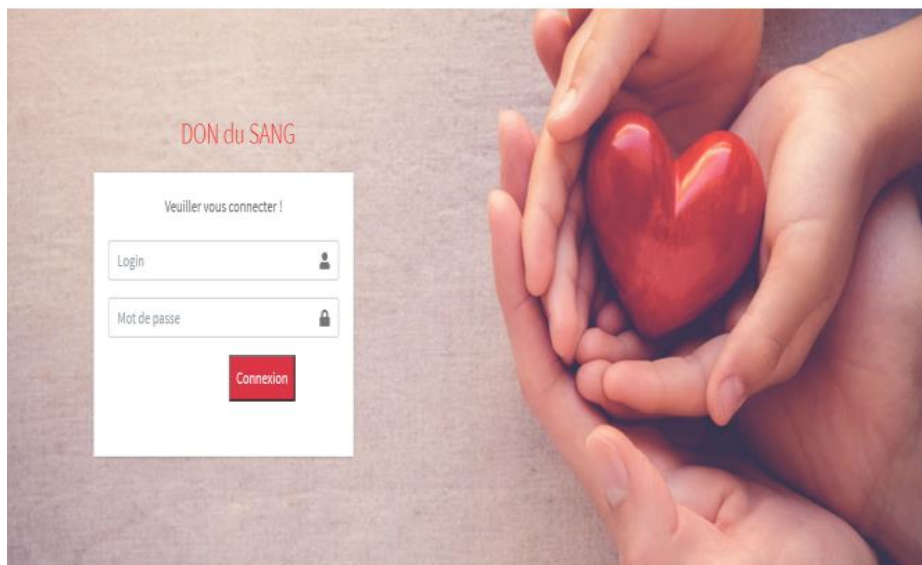 DON du SANG
Veuiller vous connecter !
Login
Mot de passe
Connexion